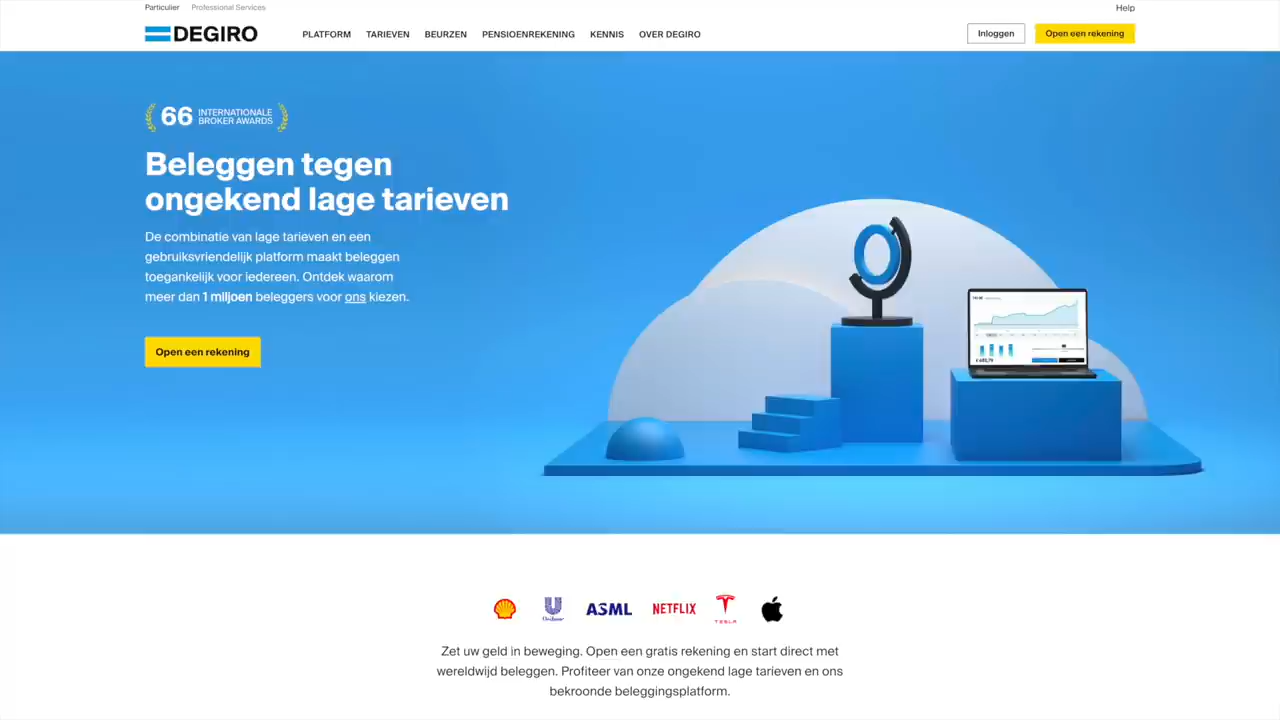 Particulier Professional Services Help
DEGIRO PLATFORM TARIEVEN BEURZEN PENSIOENREKENING KENNIS OVER DEGIRO Inloggen Open een rekening
66 INTERNATIONALE
BROKER AWARDS
Beleggen tegen
ongekend lage tarieven
De combinatie van lage tarieven en een
gebruiksvriendelijk platform maakt beleggen
toegankelijk voor iedereen. Ontdek waarom
meer dan 1 miljoen beleggers voor ons kiezen.
Open een rekening
Unilever ASML NETFLIX TESLA
Zet uw geld in beweging. Open een gratis rekening en start direct met
wereldwijd beleggen. Profiteer van onze ongekend lage tarieven en ons
bekroonde beleggingsplatform.